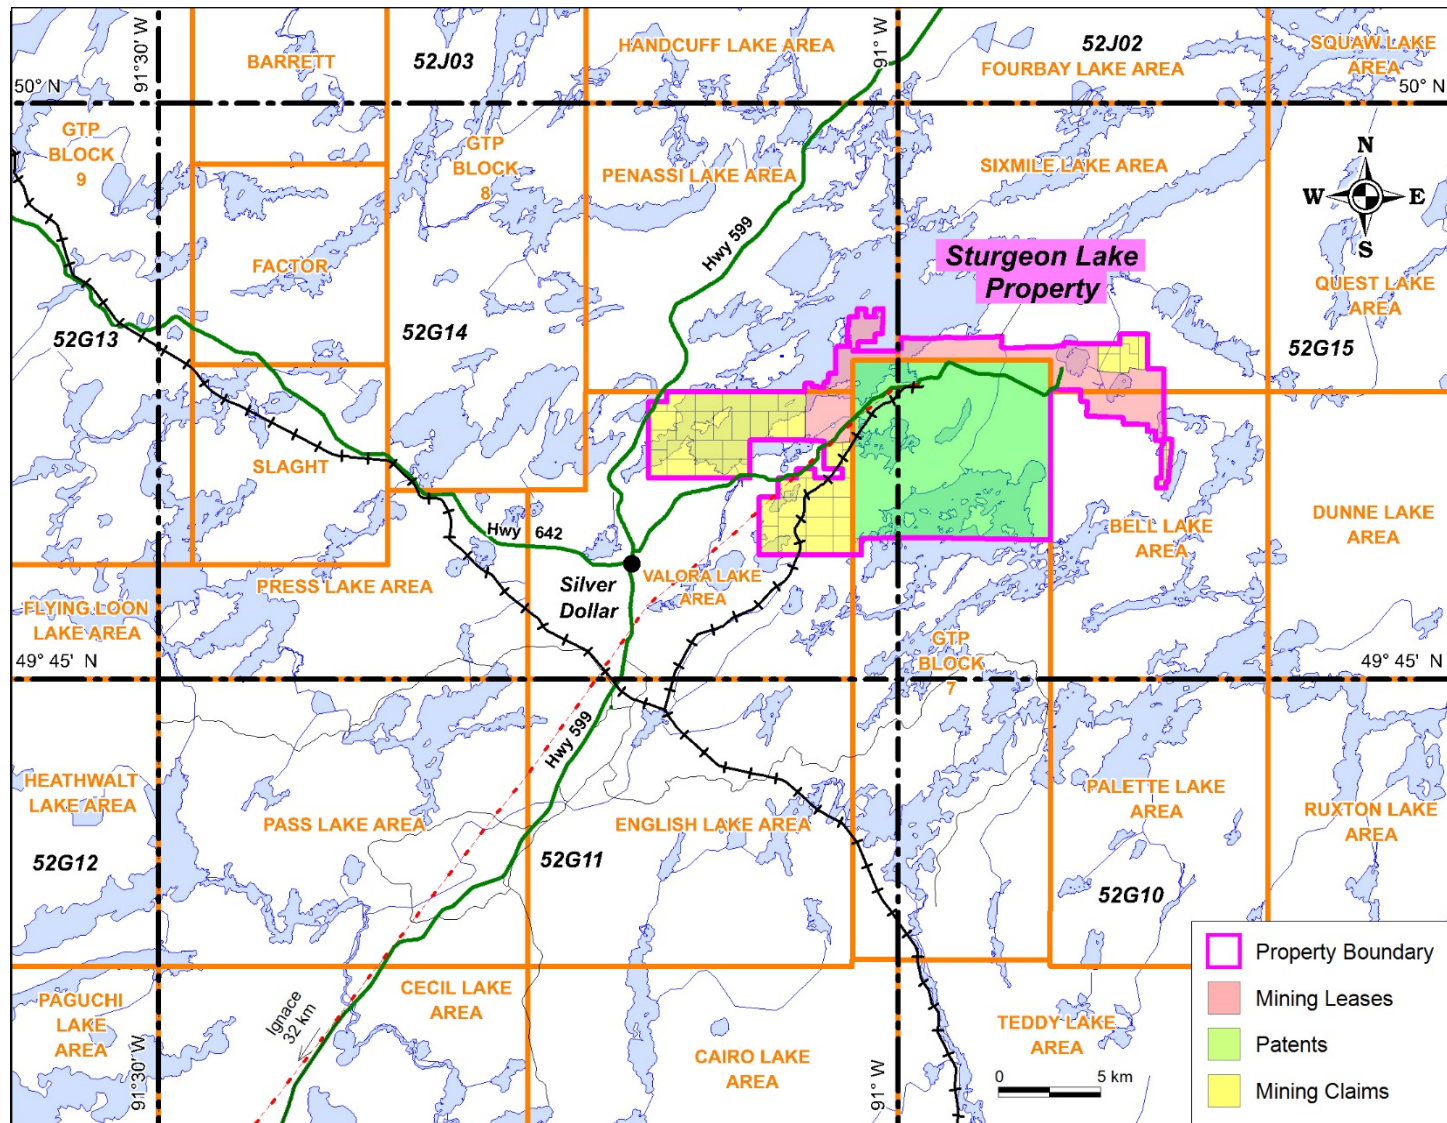 91°30' W
BARRETT
52J03
HANDCUFF LAKE AREA
91° W
52J02
FOURBAY LAKE AREA
SQUAW LAKE
AREA
50° N
50° N
GTP
BLOCK
9
GTP
BLOCK
8
PENASSI LAKE AREA
SIXMILE LAKE AREA
N
W
E
S
Hwy 599
FACTOR
Sturgeon Lake
Property
QUEST LAKE
AREA
52G13
52G14
52G15
SLAGHT
Hwy 642
BELL LAKE
AREA
DUNNE LAKE
AREA
PRESS LAKE AREA
Silver
Dollar
VALORA LAKE
AREA
FLYING LOON
LAKE AREA
GTP
BLOCK
7
49° 45' N
49° 45' N
Hwy 599
HEATHWALT
LAKE AREA
PASS LAKE AREA
ENGLISH LAKE AREA
PALETTE LAKE
AREA
RUXTON LAKE
AREA
52G12
52G11
52G10
Property Boundary
Mining Leases
Patents
Mining Claims
PAGUCHI
LAKE
AREA
CECIL LAKE
AREA
Ignace
32 km
TEDDY LAKE
AREA
CAIRO LAKE
AREA
91°30' W
91° W
0
5 km